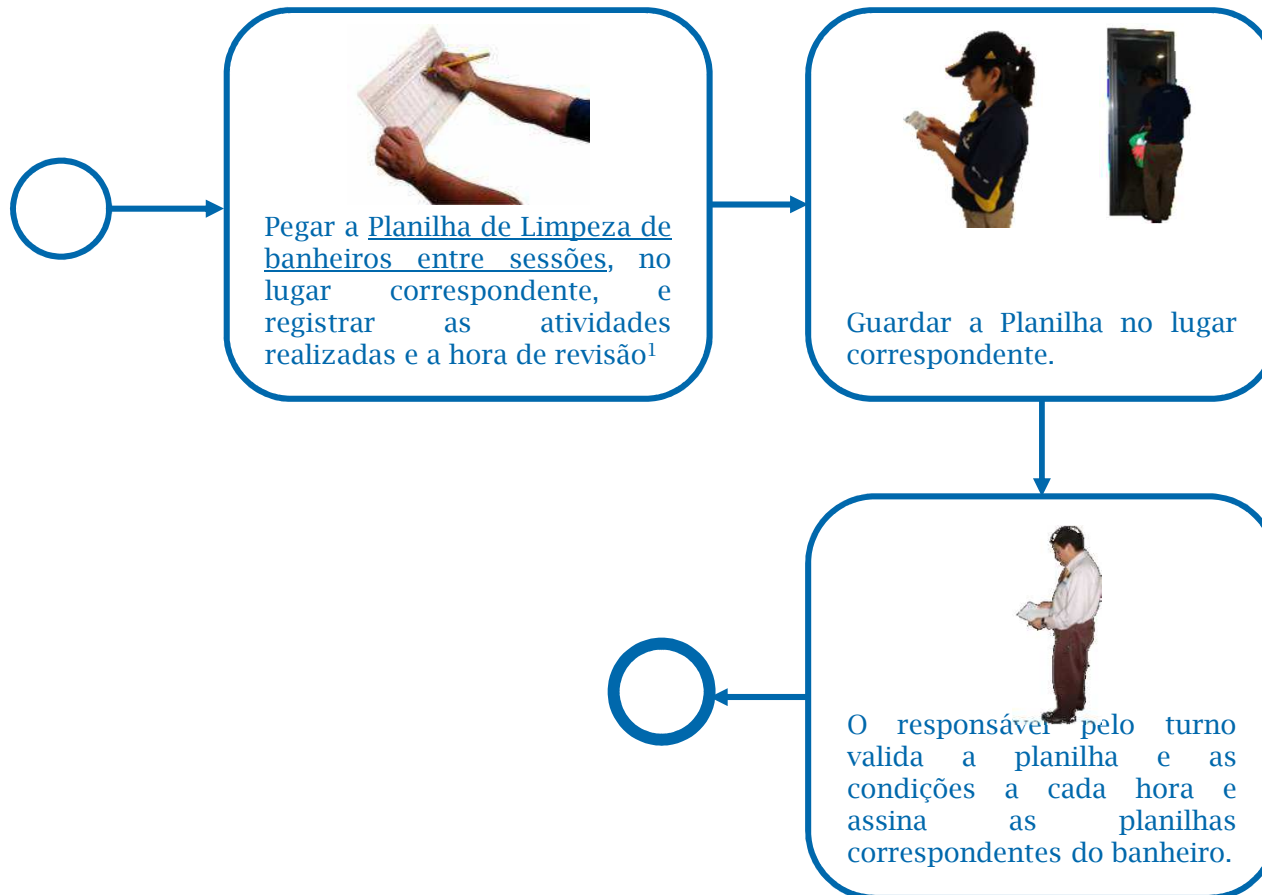 Pegar a Planilha de Limpeza de
banheiros entre sessões, no
lugar correspondente, e
registrar as atividades
realizadas e a hora de revisão¹
Guardar a Planilha no lugar
correspondente.
O responsável pelo turno
valida a planilha e as
condições a cada hora e
assina as planilhas
correspondentes do banheiro.